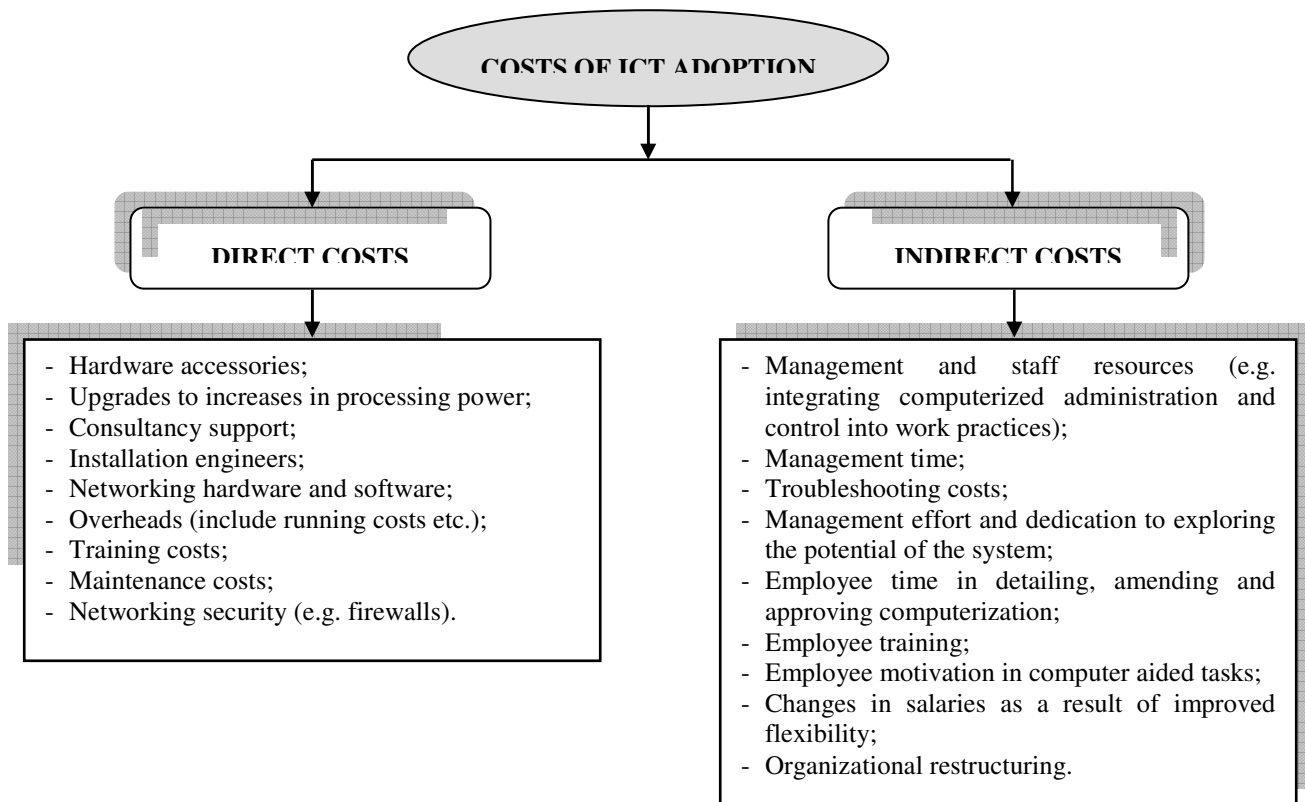 COSTS OF ICT ADOPTION
DIRECT COSTS
- Hardware accessories;
- Upgrades to increases in processing power;
- Consultancy support;
- Installation engineers;
- Networking hardware and software;
- Overheads (include running costs etc.);
- Training costs;
- Maintenance costs;
- Networking security (e.g. firewalls).
INDIRECT COSTS
- Management and staff resources (e.g.
integrating computerized administration and
control into work practices);
- Management time;
- Troubleshooting costs;
- Management effort and dedication to exploring
the potential of the system;
- Employee time in detailing, amending and
approving computerization;
- Employee training;
- Employee motivation in computer aided tasks;
- Changes in salaries as a result of improved
flexibility;
- Organizational restructuring.